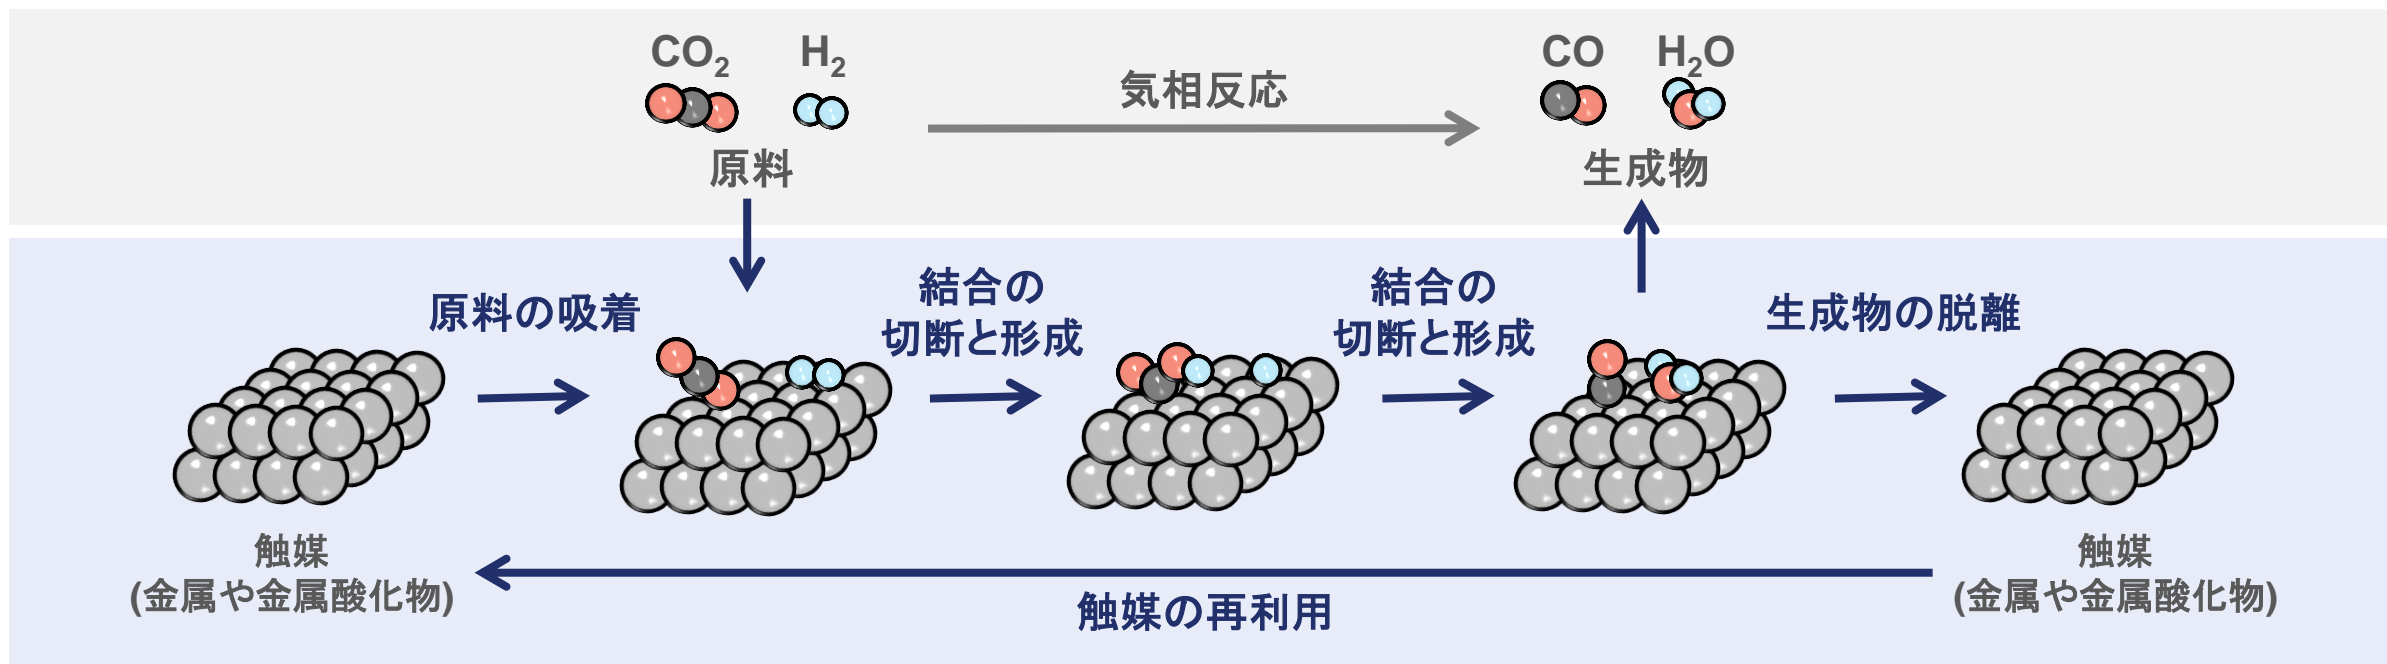 CO₂
H₂
気相反応
CO
H₂O
原料
生成物
原料の吸着
結合の
切断と形成
結合の
切断と形成
生成物の脱離
触媒
(金属や金属酸化物)
触媒
(金属や金属酸化物)
触媒の再利用